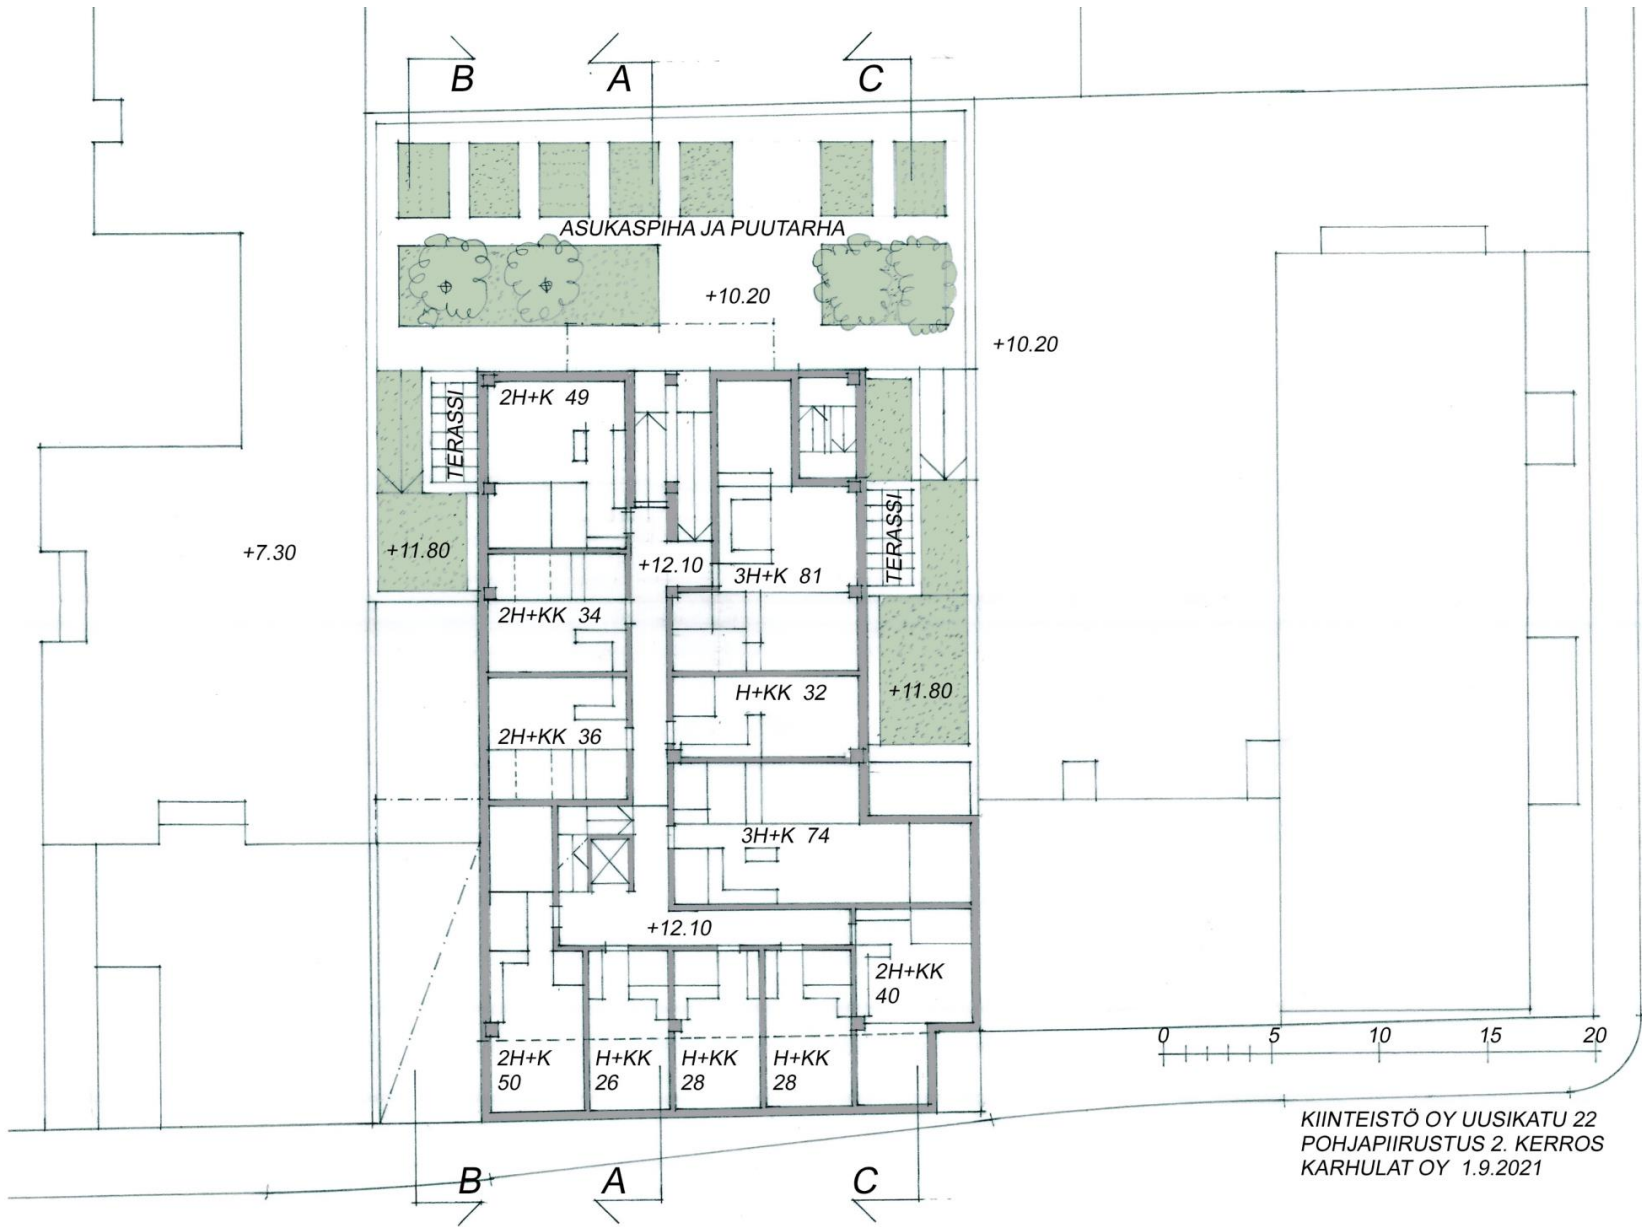 B
A
C
ASUKASPIHA JA PUUTARHA
+10.20
+10.20
2H+K 49
TERASSI
TERASSI
+7.30
+11.80
+12.10
3H+K 81
2H+KK 34
H+KK 32
+11.80
2H+KK 36
3H+K 74
+12.10
2H+KK
40
2H+K
50
H+KK
26
H+KK
28
H+KK
28
0 5 10 15 20
KIINTEISTÖ OY UUSIKATU 22
POHJAPIIRUSTUS 2. KERROS
KARHULAT OY 1.9.2021
B
A
C